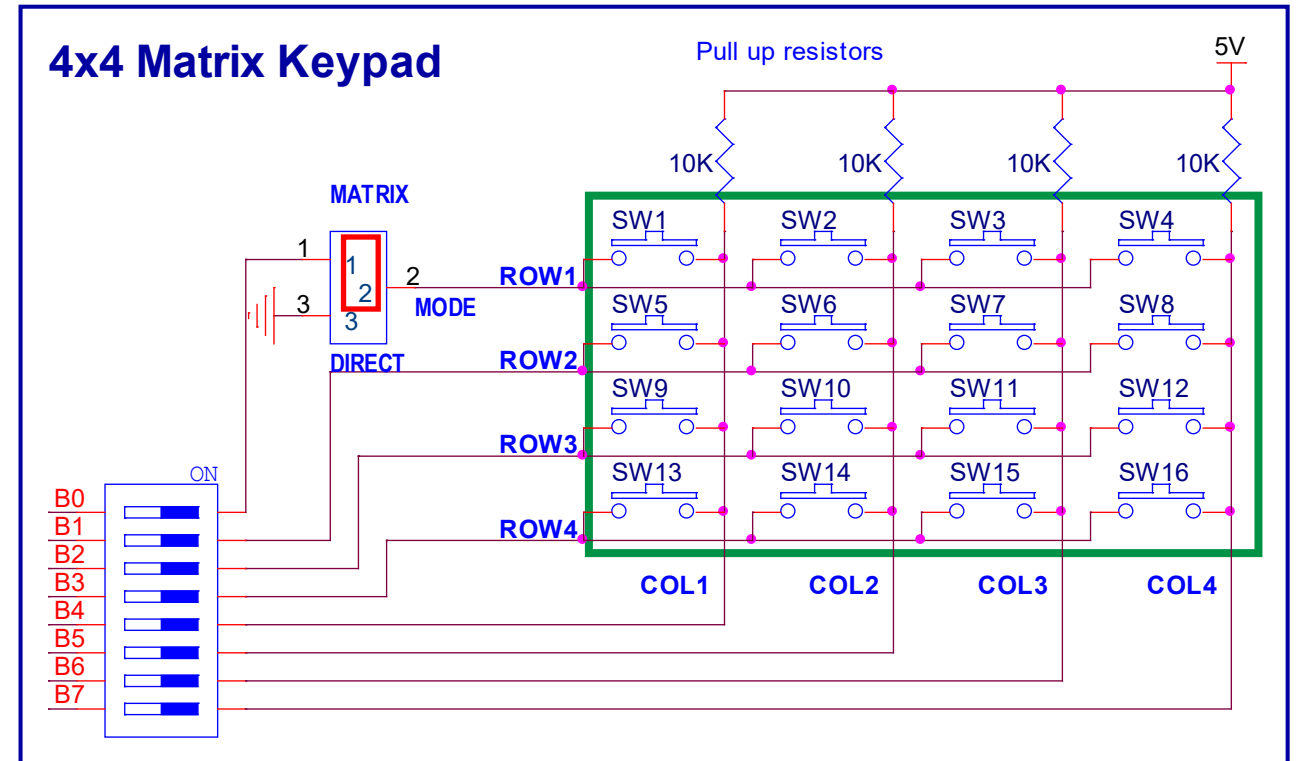 4x4 Matrix Keypad
Pull up resistors
5V
10K 10K 10K 10K
MATRIX
SW1 SW2 SW3 SW4
1 1
2 2 ROW1
3 3 MODE
SW5 SW6 SW7 SW8
DIRECT ROW2
SW9 SW10 SW11 SW12
ROW3
ON
SW13 SW14 SW15 SW16
B0
B1
ROW4
B2
B3
COL1 COL2 COL3 COL4
B4
B5
B6
B7